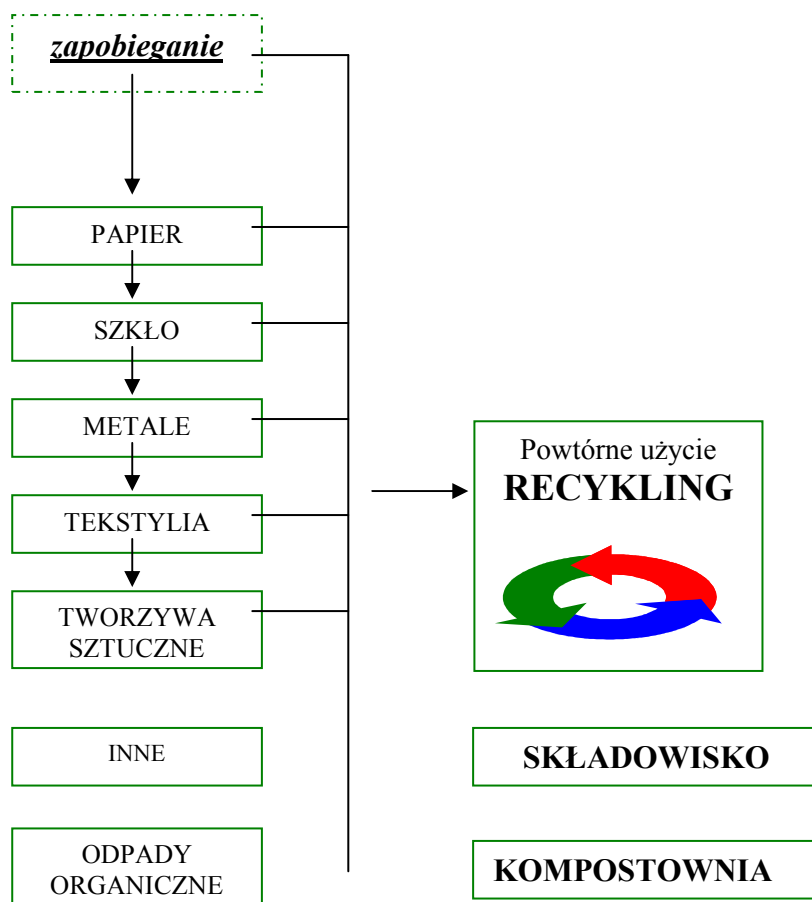 zapobieganie
PAPIER
SZKŁO
METALE
TEKSTYLIA
TWORZYWA
SZTUCZNE
INNE
ODPADY
ORGANICZNE
Powtórne użycie
RECYKLING
SKŁADOWISKO
KOMPOSTOWNIA